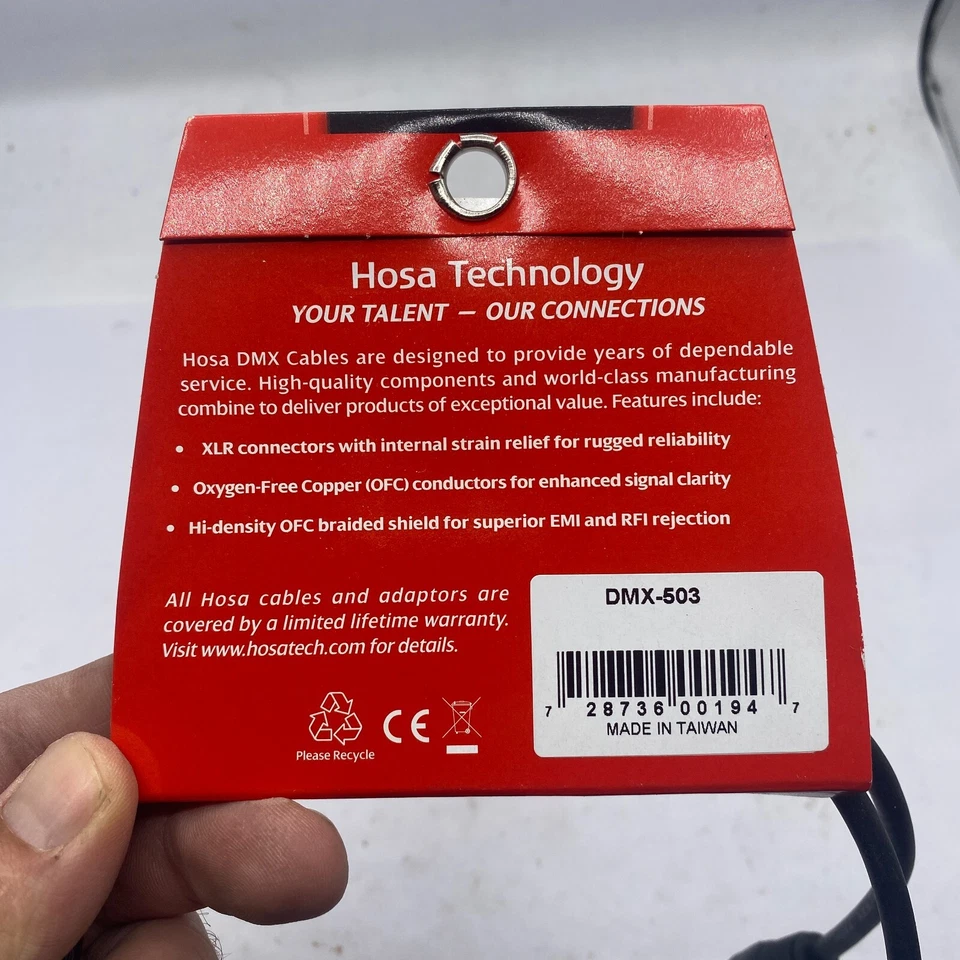 Hosa Technology
YOUR TALENT – OUR CONNECTIONS
Hosa DMX Cables are designed to provide years of dependable
service. High-quality components and world-class manufacturing
combine to deliver products of exceptional value. Features include:
• XLR connectors with internal strain relief for rugged reliability
• Oxygen-Free Copper (OFC) conductors for enhanced signal clarity
• Hi-density OFC braided shield for superior EMI and RFI rejection
All Hosa cables and adaptors are
covered by a limited lifetime warranty.
Visit www.hosatech.com for details.
Please Recycle
CE
DMX-503
7 28736 00194 7
MADE IN TAIWAN